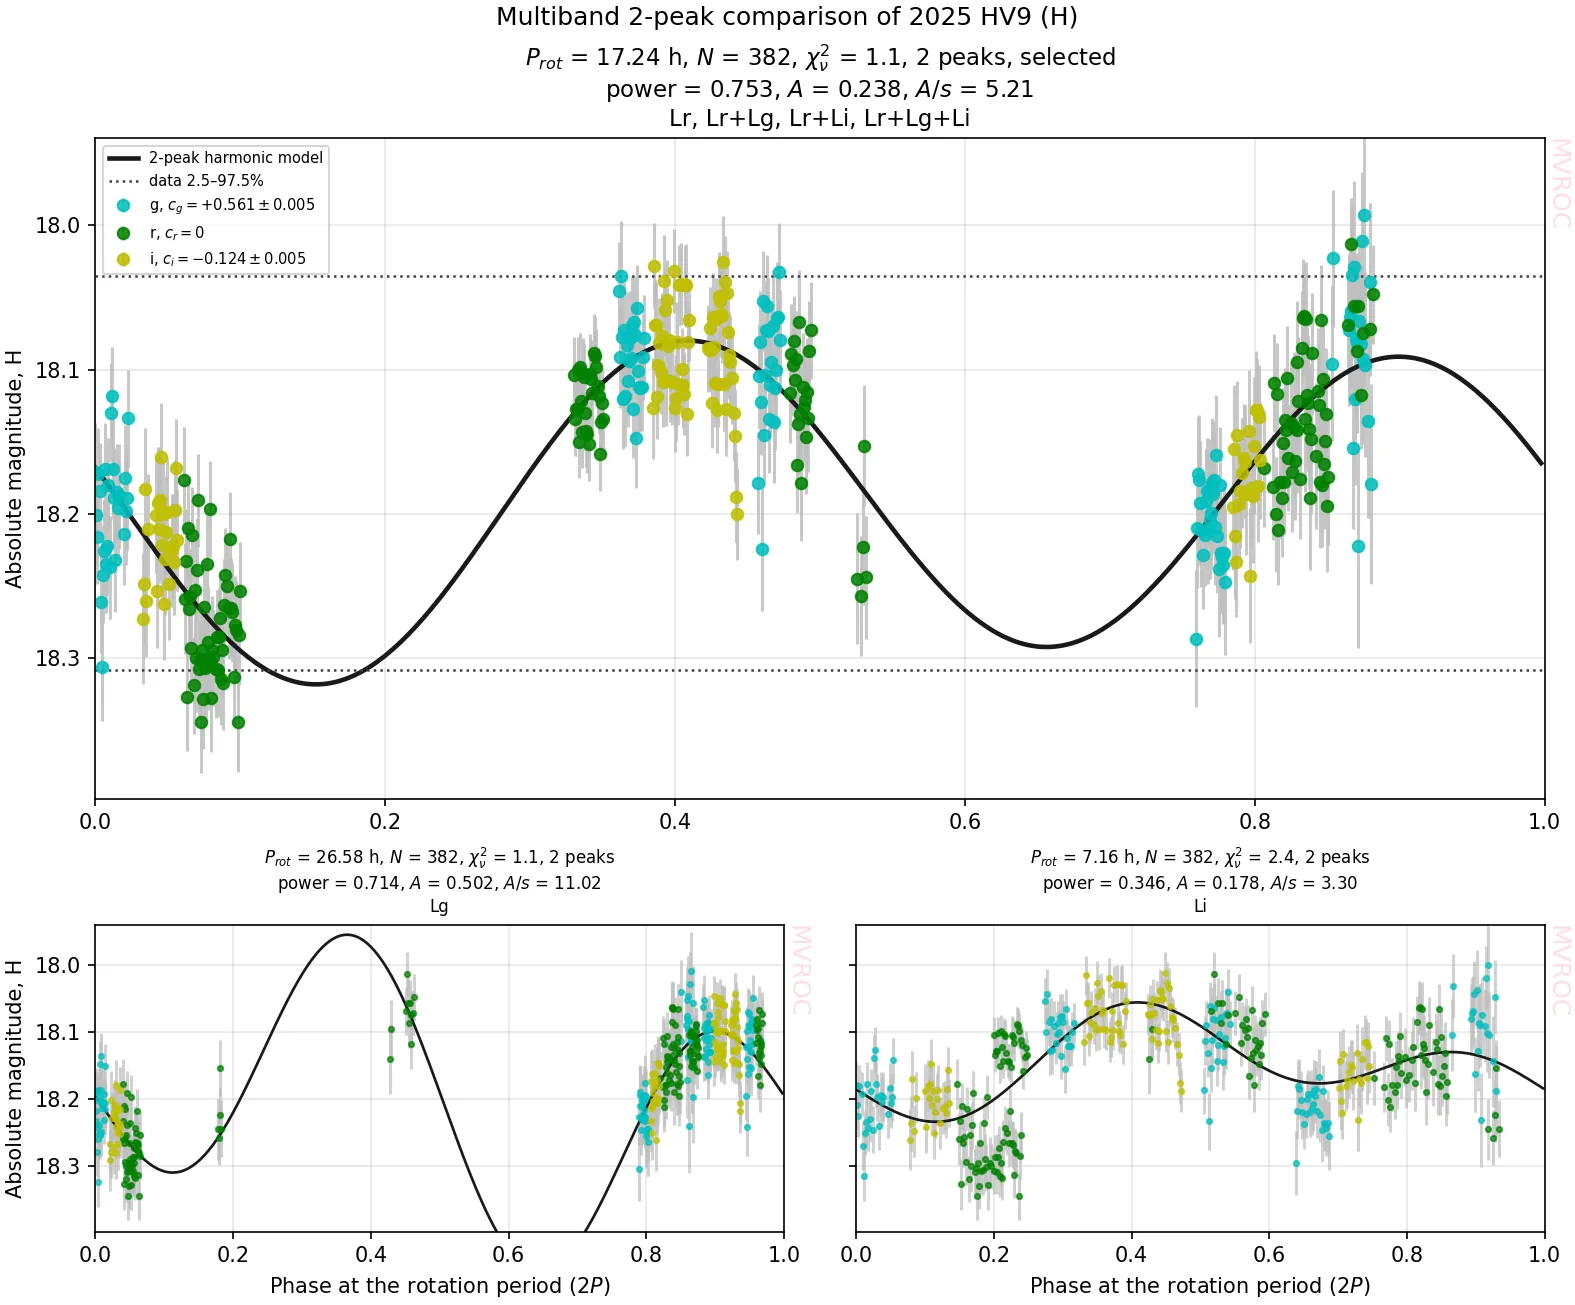 Multiband 2-peak comparison of 2025 HV9 (H)
P_rot = 17.24 h, N = 382, χ²_ν = 1.1, 2 peaks, selected
power = 0.753, A = 0.238, A/s = 5.21
Lr, Lr+Lg, Lr+Li, Lr+Lg+Li
2-peak harmonic model
data 2.5–97.5%
g, c_g = +0.561 ± 0.005
r, c_r = 0
i, c_i = −0.124 ± 0.005
MVROC
Absolute magnitude, H
18.0
18.1
18.2
18.3
0.0 0.2 0.4 0.6 0.8 1.0
P_rot = 26.58 h, N = 382, χ²_ν = 1.1, 2 peaks
power = 0.714, A = 0.502, A/s = 11.02
Lg
MVROC
Absolute magnitude, H
18.0
18.1
18.2
18.3
0.0 0.2 0.4 0.6 0.8 1.0
Phase at the rotation period (2P)
P_rot = 7.16 h, N = 382, χ²_ν = 2.4, 2 peaks
power = 0.346, A = 0.178, A/s = 3.30
Li
MVROC
0.0 0.2 0.4 0.6 0.8 1.0
Phase at the rotation period (2P)